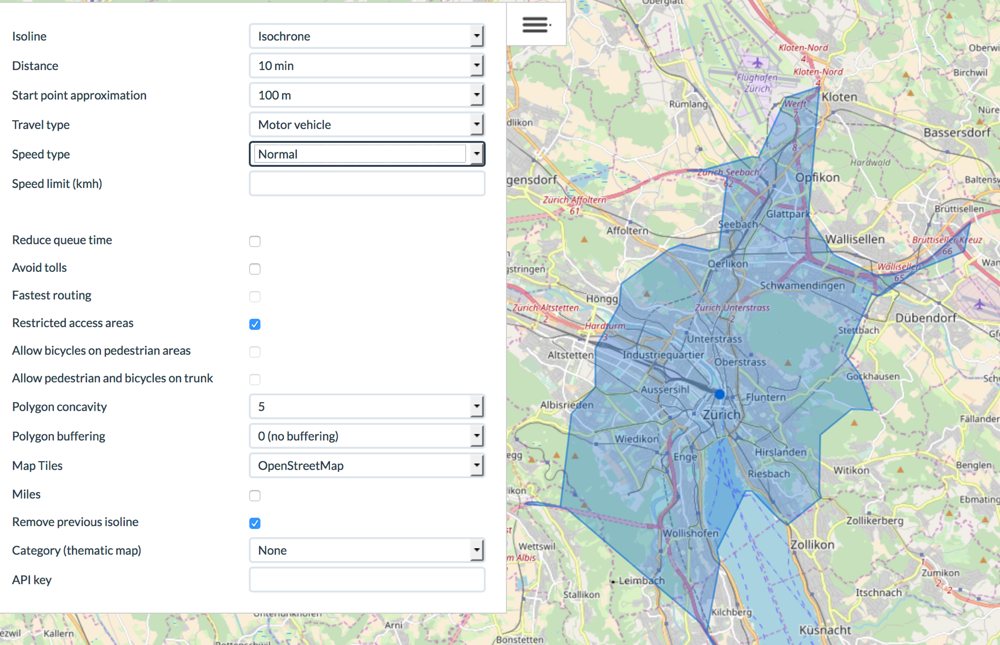 Isoline
Isochrone
Distance
10 min
Start point approximation
100 m
Travel type
Motor vehicle
Speed type
Normal
Speed limit (kmh)
Reduce queue time
Avoid tolls
Fastest routing
Restricted access areas
Allow bicycles on pedestrian areas
Allow pedestrian and bicycles on trunk
Polygon concavity
5
Polygon buffering
0 (no buffering)
Map Tiles
OpenStreetMap
Miles
Remove previous isoline
Category (thematic map)
None
API key
Oberglatt
Kloten-Nord
4
Oberwi
Kloten-Nord
4
Birchwil
Flughafen
Zürich
Kloten
Rümlang
Werft
7
Nüre
dlikon
Bassersdorf
8
Hardwald
Zürich Seebach
62
Opfikon
gensdorf
Baltensw
Zürich Affoltern
61
Brüttisellen
Glattpark
Seebach
Affoltern
Wallisellen
Brüttiseller Kreuz
66
Oerlikon
Wan
gstringen
Wallisellen
65
Schwamendingen
Höngg
Zürich Altstetten
2
Zürich Unterstrass
2
Dübendorf
Hardturm
3
Stettbach
Gf
Unterstrass
Altstetten
Industriequartier
Oberstrass
Gockhausen
Sch
Aussersihl
Fluntern
Albisrieden
Zürich
Fällanden
Wiedikon
Enge
Hirslanden
egg
Riesbach
Witikon
Benglen
likon
Ebmating
Zollikerberg
st
Wollishofen
Wettswil
Zollikon
m Albis
1
Zumikon
2
2
Leimbach
Stallikon
Itschnach
Kilchberg
Küsnacht
Arni
ezwil
Kallern
Bonstetten